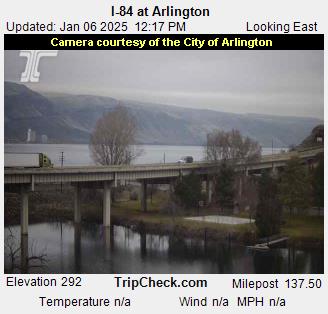 I-84 at Arlington
Updated: Jan 06 2025 12:17 PM Looking East
Camera courtesy of the City of Arlington
Elevation 292 TripCheck.com Milepost 137.50
Temperature n/a Wind n/a MPH n/a